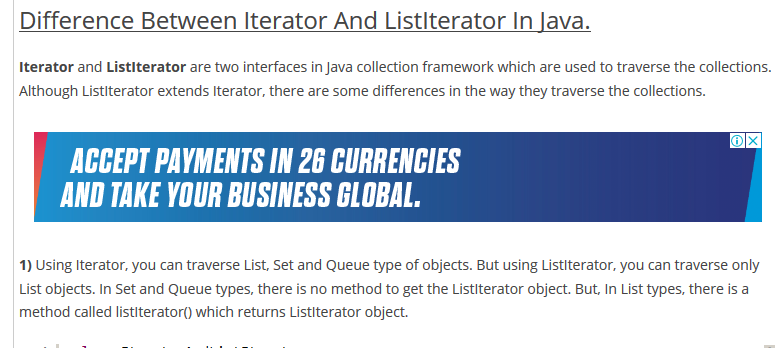 Difference Between Iterator And ListIterator In Java.
Iterator and ListIterator are two interfaces in Java collection framework which are used to traverse the collections.
Although ListIterator extends Iterator, there are some differences in the way they traverse the collections.
ACCEPT PAYMENTS IN 26 CURRENCIES
AND TAKE YOUR BUSINESS GLOBAL.
1) Using Iterator, you can traverse List, Set and Queue type of objects. But using ListIterator, you can traverse only
List objects. In Set and Queue types, there is no method to get the ListIterator object. But, In List types, there is a
method called listIterator() which returns ListIterator object.